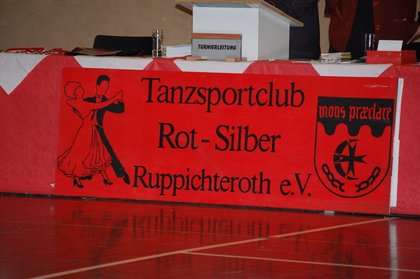 TURNIERLEITUNG
Tanzsportclub
Rot-Silber
Ruppichteroth e.V.
mons præclare